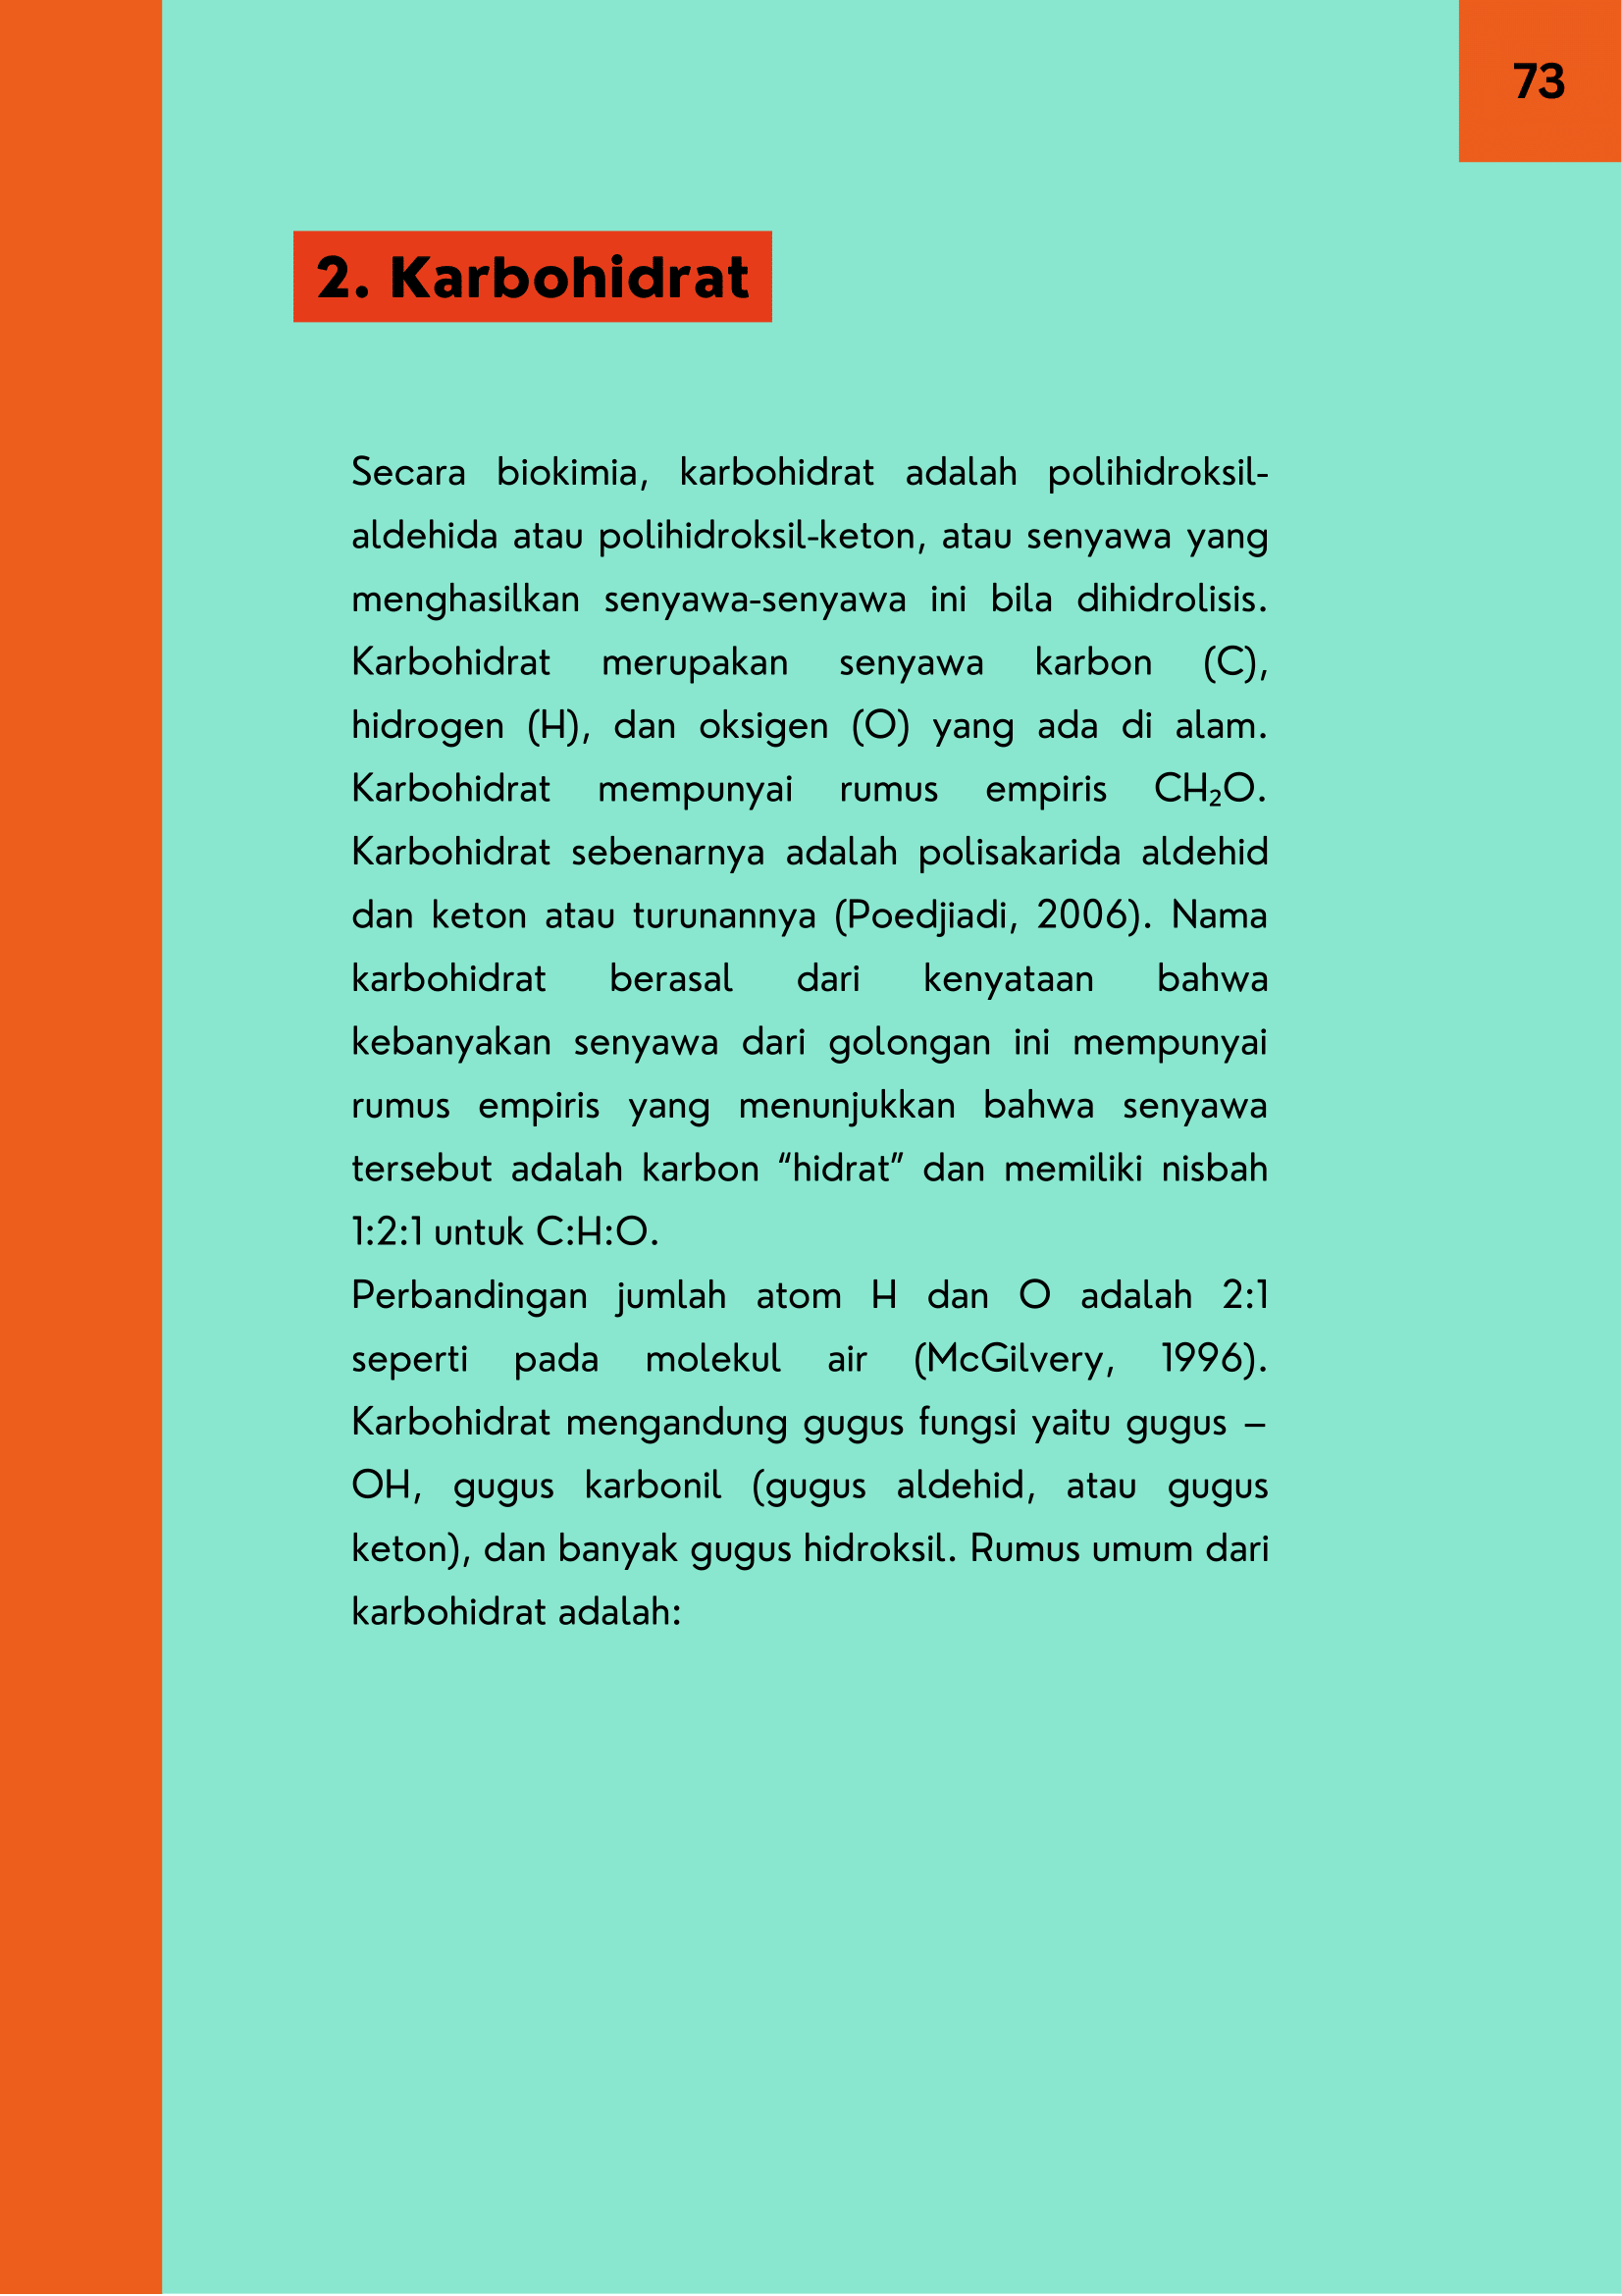 73
2. Karbohidrat
Secara biokimia, karbohidrat adalah polihidroksil-
aldehida atau polihidroksil-keton, atau senyawa yang
menghasilkan senyawa-senyawa ini bila dihidrolisis.
Karbohidrat merupakan senyawa karbon (C),
hidrogen (H), dan oksigen (O) yang ada di alam.
Karbohidrat mempunyai rumus empiris CH₂O.
Karbohidrat sebenarnya adalah polisakarida aldehid
dan keton atau turunannya (Poedjiadi, 2006). Nama
karbohidrat berasal dari kenyataan bahwa
kebanyakan senyawa dari golongan ini mempunyai
rumus empiris yang menunjukkan bahwa senyawa
tersebut adalah karbon “hidrat” dan memiliki nisbah
1:2:1 untuk C:H:O.
Perbandingan jumlah atom H dan O adalah 2:1
seperti pada molekul air (McGilvery, 1996).
Karbohidrat mengandung gugus fungsi yaitu gugus –
OH, gugus karbonil (gugus aldehid, atau gugus
keton), dan banyak gugus hidroksil. Rumus umum dari
karbohidrat adalah: